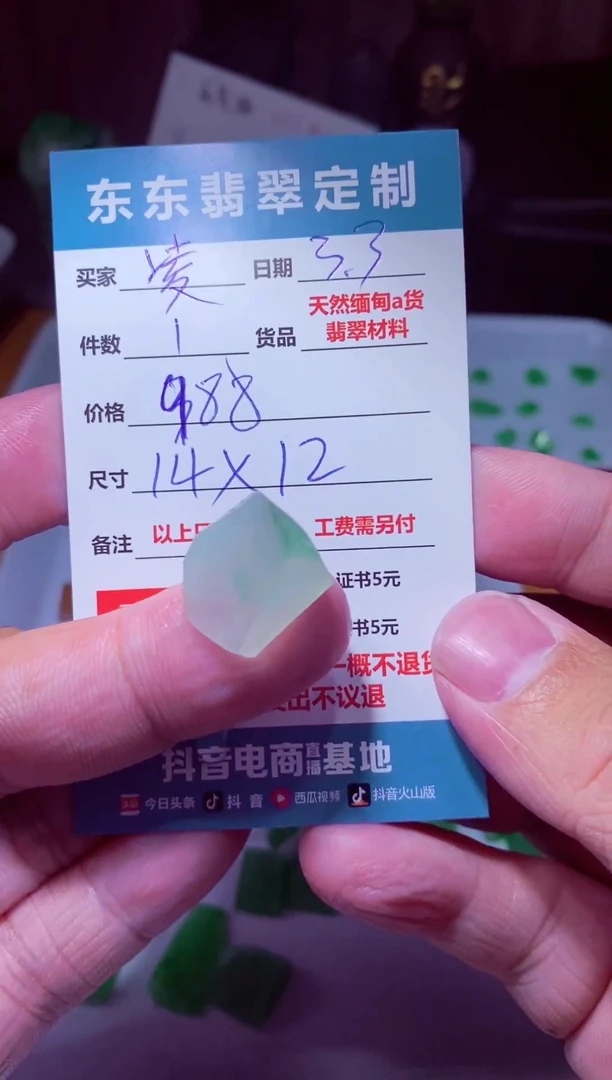 东东翡翠定制
买家 凌 日期 3.3
件数 1 货品 天然缅甸a货翡翠材料
价格 988
尺寸 14X12
备注 以上 工费需另付
证书5元
书5元
一概不退货
出不议退
抖音电商直播基地
今日头条 抖音 西瓜视频 抖音火山版